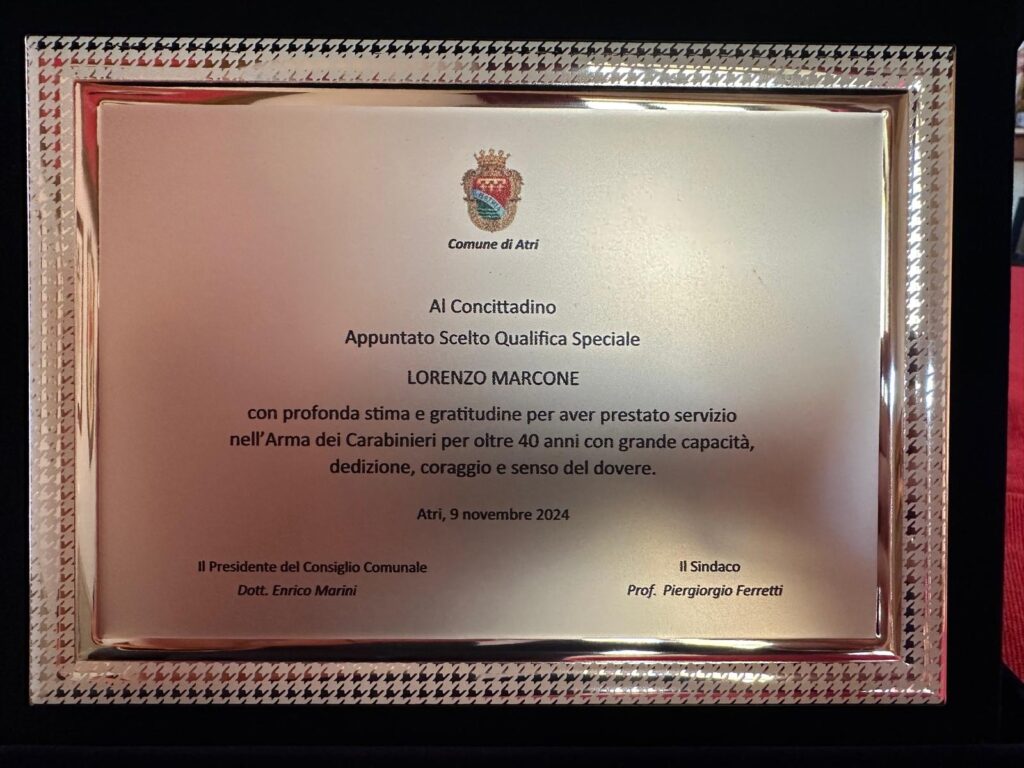 Comune di Atri
Al Concittadino
Appuntato Scelto Qualifica Speciale
LORENZO MARCONE
con profonda stima e gratitudine per aver prestato servizio
nell'Arma dei Carabinieri per oltre 40 anni con grande capacità,
dedizione, coraggio e senso del dovere.
Atri, 9 novembre 2024
Il Presidente del Consiglio Comunale
Dott. Enrico Marini
Il Sindaco
Prof. Piergiorgio Ferretti